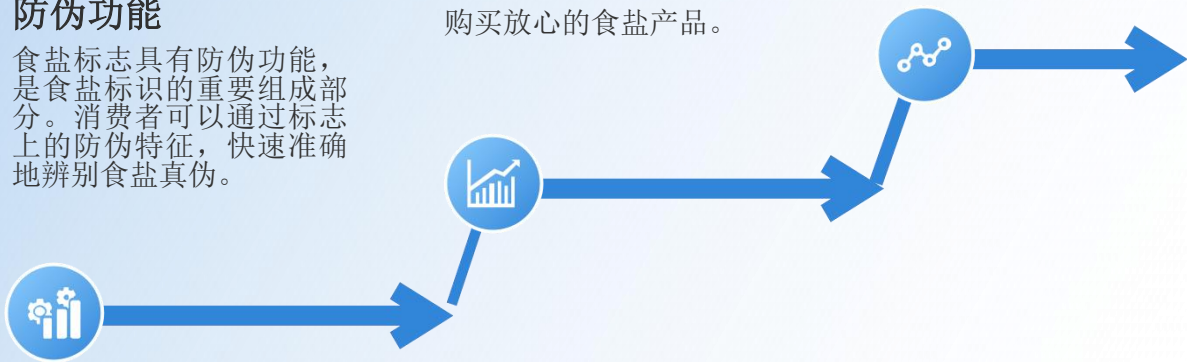 防伪功能
食盐标志具有防伪功能，
是食盐标识的重要组成部
分。消费者可以通过标志
上的防伪特征，快速准确
地辨别食盐真伪。
购买放心的食盐产品。